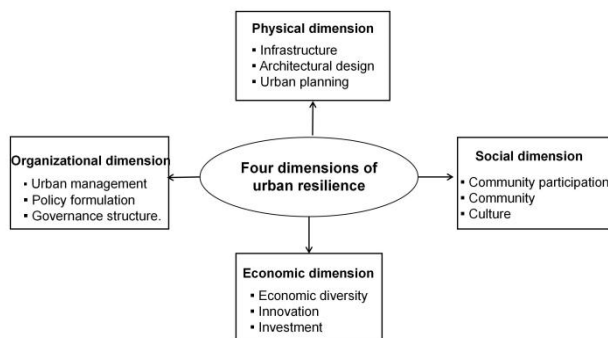 Physical dimension
▪ Infrastructure
▪ Architectural design
▪ Urban planning
Organizational dimension
▪ Urban management
▪ Policy formulation
▪ Governance structure.
Four dimensions of
urban resilience
Social dimension
▪ Community participation
▪ Community
▪ Culture
Economic dimension
▪ Economic diversity
▪ Innovation
▪ Investment